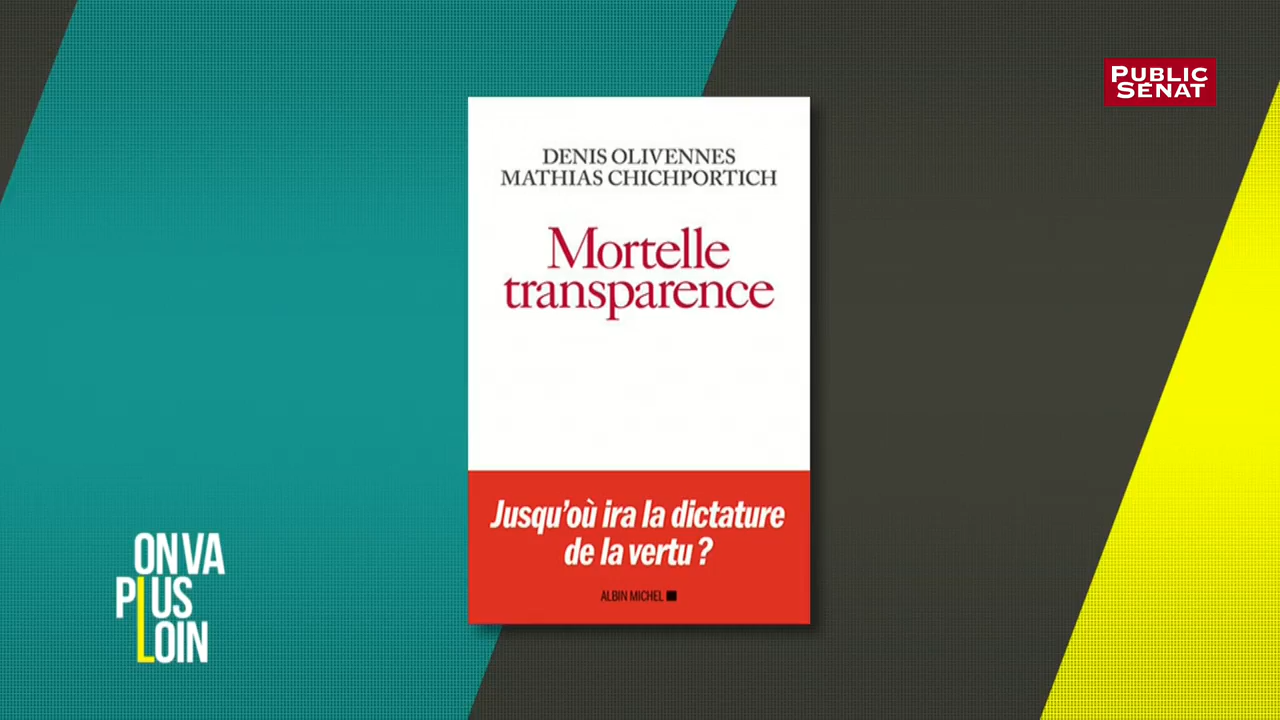 PUBLIC
SÉNAT
DENIS OLIVENNES
MATHIAS CHICHPORTICH
Mortelle
transparence
Jusqu'où ira la dictature
de la vertu ?
ALBIN MICHEL
ON VA
PLUS
LOIN